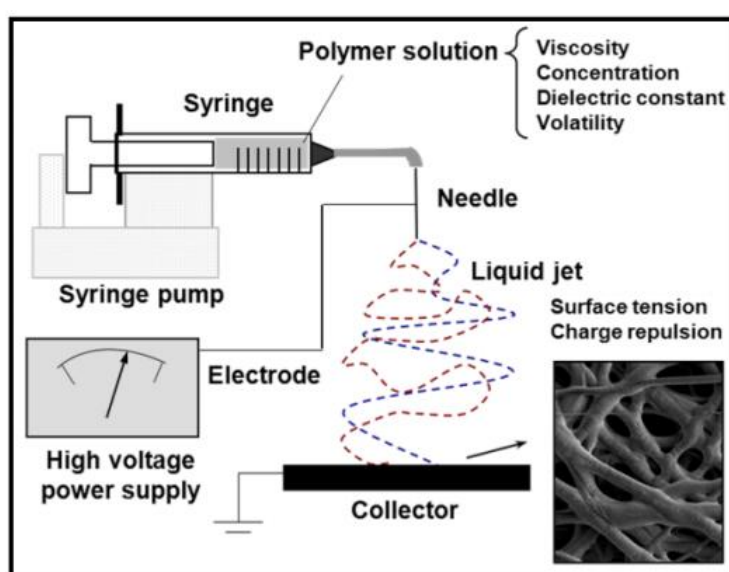 Polymer solution
Viscosity
Concentration
Dielectric constant
Volatility
Syringe
Needle
Syringe pump
Liquid jet
Surface tension
Charge repulsion
Electrode
High voltage
power supply
Collector